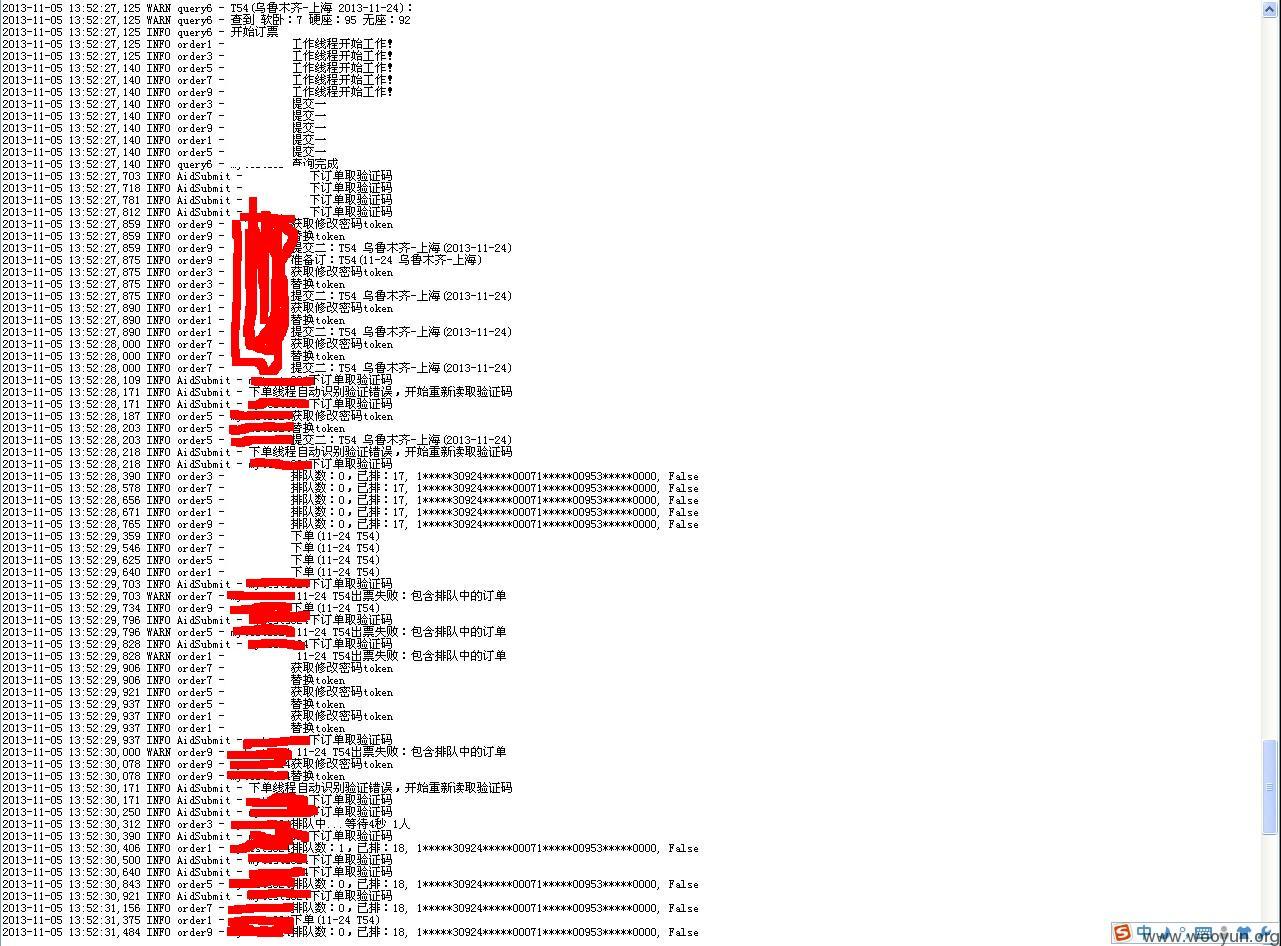 2013-11-05 13:52:27,125 WARN query6 - T54(乌鲁木齐-上海 2013-11-24):
2013-11-05 13:52:27,125 WARN query6 - 查到 软卧：7 硬座：95 无座：92
2013-11-05 13:52:27,125 INFO query6 - 开始订票
2013-11-05 13:52:27,125 INFO order1 - 工作线程开始工作！
2013-11-05 13:52:27,125 INFO order3 - 工作线程开始工作！
2013-11-05 13:52:27,140 INFO order5 - 工作线程开始工作！
2013-11-05 13:52:27,140 INFO order7 - 工作线程开始工作！
2013-11-05 13:52:27,140 INFO order9 - 工作线程开始工作！
2013-11-05 13:52:27,140 INFO order3 - 提交一
2013-11-05 13:52:27,140 INFO order7 - 提交一
2013-11-05 13:52:27,140 INFO order9 - 提交一
2013-11-05 13:52:27,140 INFO order1 - 提交一
2013-11-05 13:52:27,140 INFO order5 - 提交一
2013-11-05 13:52:27,140 INFO query6 - 查询完成
2013-11-05 13:52:27,703 INFO AidSubmit - 下订单取验证码
2013-11-05 13:52:27,718 INFO AidSubmit - 下订单取验证码
2013-11-05 13:52:27,781 INFO AidSubmit - 下订单取验证码
2013-11-05 13:52:27,812 INFO AidSubmit - 下订单取验证码
2013-11-05 13:52:27,859 INFO order9 - 获取修改密码token
2013-11-05 13:52:27,859 INFO order9 - 替换token
2013-11-05 13:52:27,859 INFO order9 - 提交二：T54 乌鲁木齐-上海(2013-11-24)
2013-11-05 13:52:27,875 INFO order9 - 准备订：T54(11-24 乌鲁木齐-上海)
2013-11-05 13:52:27,875 INFO order3 - 获取修改密码token
2013-11-05 13:52:27,875 INFO order3 - 替换token
2013-11-05 13:52:27,875 INFO order3 - 提交二：T54 乌鲁木齐-上海(2013-11-24)
2013-11-05 13:52:27,890 INFO order1 - 获取修改密码token
2013-11-05 13:52:27,890 INFO order1 - 替换token
2013-11-05 13:52:27,890 INFO order1 - 提交二：T54 乌鲁木齐-上海(2013-11-24)
2013-11-05 13:52:28,000 INFO order7 - 获取修改密码token
2013-11-05 13:52:28,000 INFO order7 - 替换token
2013-11-05 13:52:28,000 INFO order7 - 提交二：T54 乌鲁木齐-上海(2013-11-24)
2013-11-05 13:52:28,109 INFO AidSubmit - 下订单取验证码
2013-11-05 13:52:28,171 INFO AidSubmit - 下单线程自动识别验证错误，开始重新读取验证码
2013-11-05 13:52:28,171 INFO AidSubmit - 下订单取验证码
2013-11-05 13:52:28,187 INFO order5 - 获取修改密码token
2013-11-05 13:52:28,203 INFO order5 - 替换token
2013-11-05 13:52:28,203 INFO order5 - 提交二：T54 乌鲁木齐-上海(2013-11-24)
2013-11-05 13:52:28,218 INFO AidSubmit - 下单线程自动识别验证错误，开始重新读取验证码
2013-11-05 13:52:28,218 INFO AidSubmit - 下订单取验证码
2013-11-05 13:52:28,390 INFO order3 - 排队数：0，已排：17, 1*****30924*****00071*****00953*****0000, False
2013-11-05 13:52:28,578 INFO order7 - 排队数：0，已排：17, 1*****30924*****00071*****00953*****0000, False
2013-11-05 13:52:28,656 INFO order5 - 排队数：0，已排：17, 1*****30924*****00071*****00953*****0000, False
2013-11-05 13:52:28,671 INFO order1 - 排队数：0，已排：17, 1*****30924*****00071*****00953*****0000, False
2013-11-05 13:52:28,765 INFO order9 - 排队数：0，已排：17, 1*****30924*****00071*****00953*****0000, False
2013-11-05 13:52:29,359 INFO order3 - 下单(11-24 T54)
2013-11-05 13:52:29,546 INFO order7 - 下单(11-24 T54)
2013-11-05 13:52:29,625 INFO order5 - 下单(11-24 T54)
2013-11-05 13:52:29,640 INFO order1 - 下单(11-24 T54)
2013-11-05 13:52:29,703 INFO AidSubmit - 下订单取验证码
2013-11-05 13:52:29,703 WARN order7 - 11-24 T54出票失败：包含排队中的订单
2013-11-05 13:52:29,734 INFO order9 - 下单(11-24 T54)
2013-11-05 13:52:29,796 INFO AidSubmit - 下订单取验证码
2013-11-05 13:52:29,796 WARN order5 - 11-24 T54出票失败：包含排队中的订单
2013-11-05 13:52:29,828 INFO AidSubmit - 下订单取验证码
2013-11-05 13:52:29,828 WARN order1 - 11-24 T54出票失败：包含排队中的订单
2013-11-05 13:52:29,906 INFO order7 - 获取修改密码token
2013-11-05 13:52:29,906 INFO order7 - 替换token
2013-11-05 13:52:29,921 INFO order5 - 获取修改密码token
2013-11-05 13:52:29,937 INFO order5 - 替换token
2013-11-05 13:52:29,937 INFO order1 - 获取修改密码token
2013-11-05 13:52:29,937 INFO order1 - 替换token
2013-11-05 13:52:29,937 INFO AidSubmit - 下订单取验证码
2013-11-05 13:52:30,000 WARN order9 - 11-24 T54出票失败：包含排队中的订单
2013-11-05 13:52:30,078 INFO order9 - 获取修改密码token
2013-11-05 13:52:30,078 INFO order9 - 替换token
2013-11-05 13:52:30,171 INFO AidSubmit - 下单线程自动识别验证错误，开始重新读取验证码
2013-11-05 13:52:30,171 INFO AidSubmit - 下订单取验证码
2013-11-05 13:52:30,250 INFO AidSubmit - 下订单取验证码
2013-11-05 13:52:30,312 INFO order3 - 排队中...等待4秒 1人
2013-11-05 13:52:30,390 INFO AidSubmit - 下订单取验证码
2013-11-05 13:52:30,406 INFO order1 - 排队数：1，已排：18, 1*****30924*****00071*****00953*****0000, False
2013-11-05 13:52:30,500 INFO AidSubmit - 下订单取验证码
2013-11-05 13:52:30,640 INFO AidSubmit - 下订单取验证码
2013-11-05 13:52:30,843 INFO order5 - 排队数：0，已排：18, 1*****30924*****00071*****00953*****0000, False
2013-11-05 13:52:30,921 INFO AidSubmit - 下订单取验证码
2013-11-05 13:52:31,156 INFO order7 - 排队数：0，已排：18, 1*****30924*****00071*****00953*****0000, False
2013-11-05 13:52:31,375 INFO order1 - 下单(11-24 T54)
2013-11-05 13:52:31,484 INFO order9 - 排队数：0，已排：18, 1*****30924*****00071*****00953*****0000, False
中
www.wooyun.org